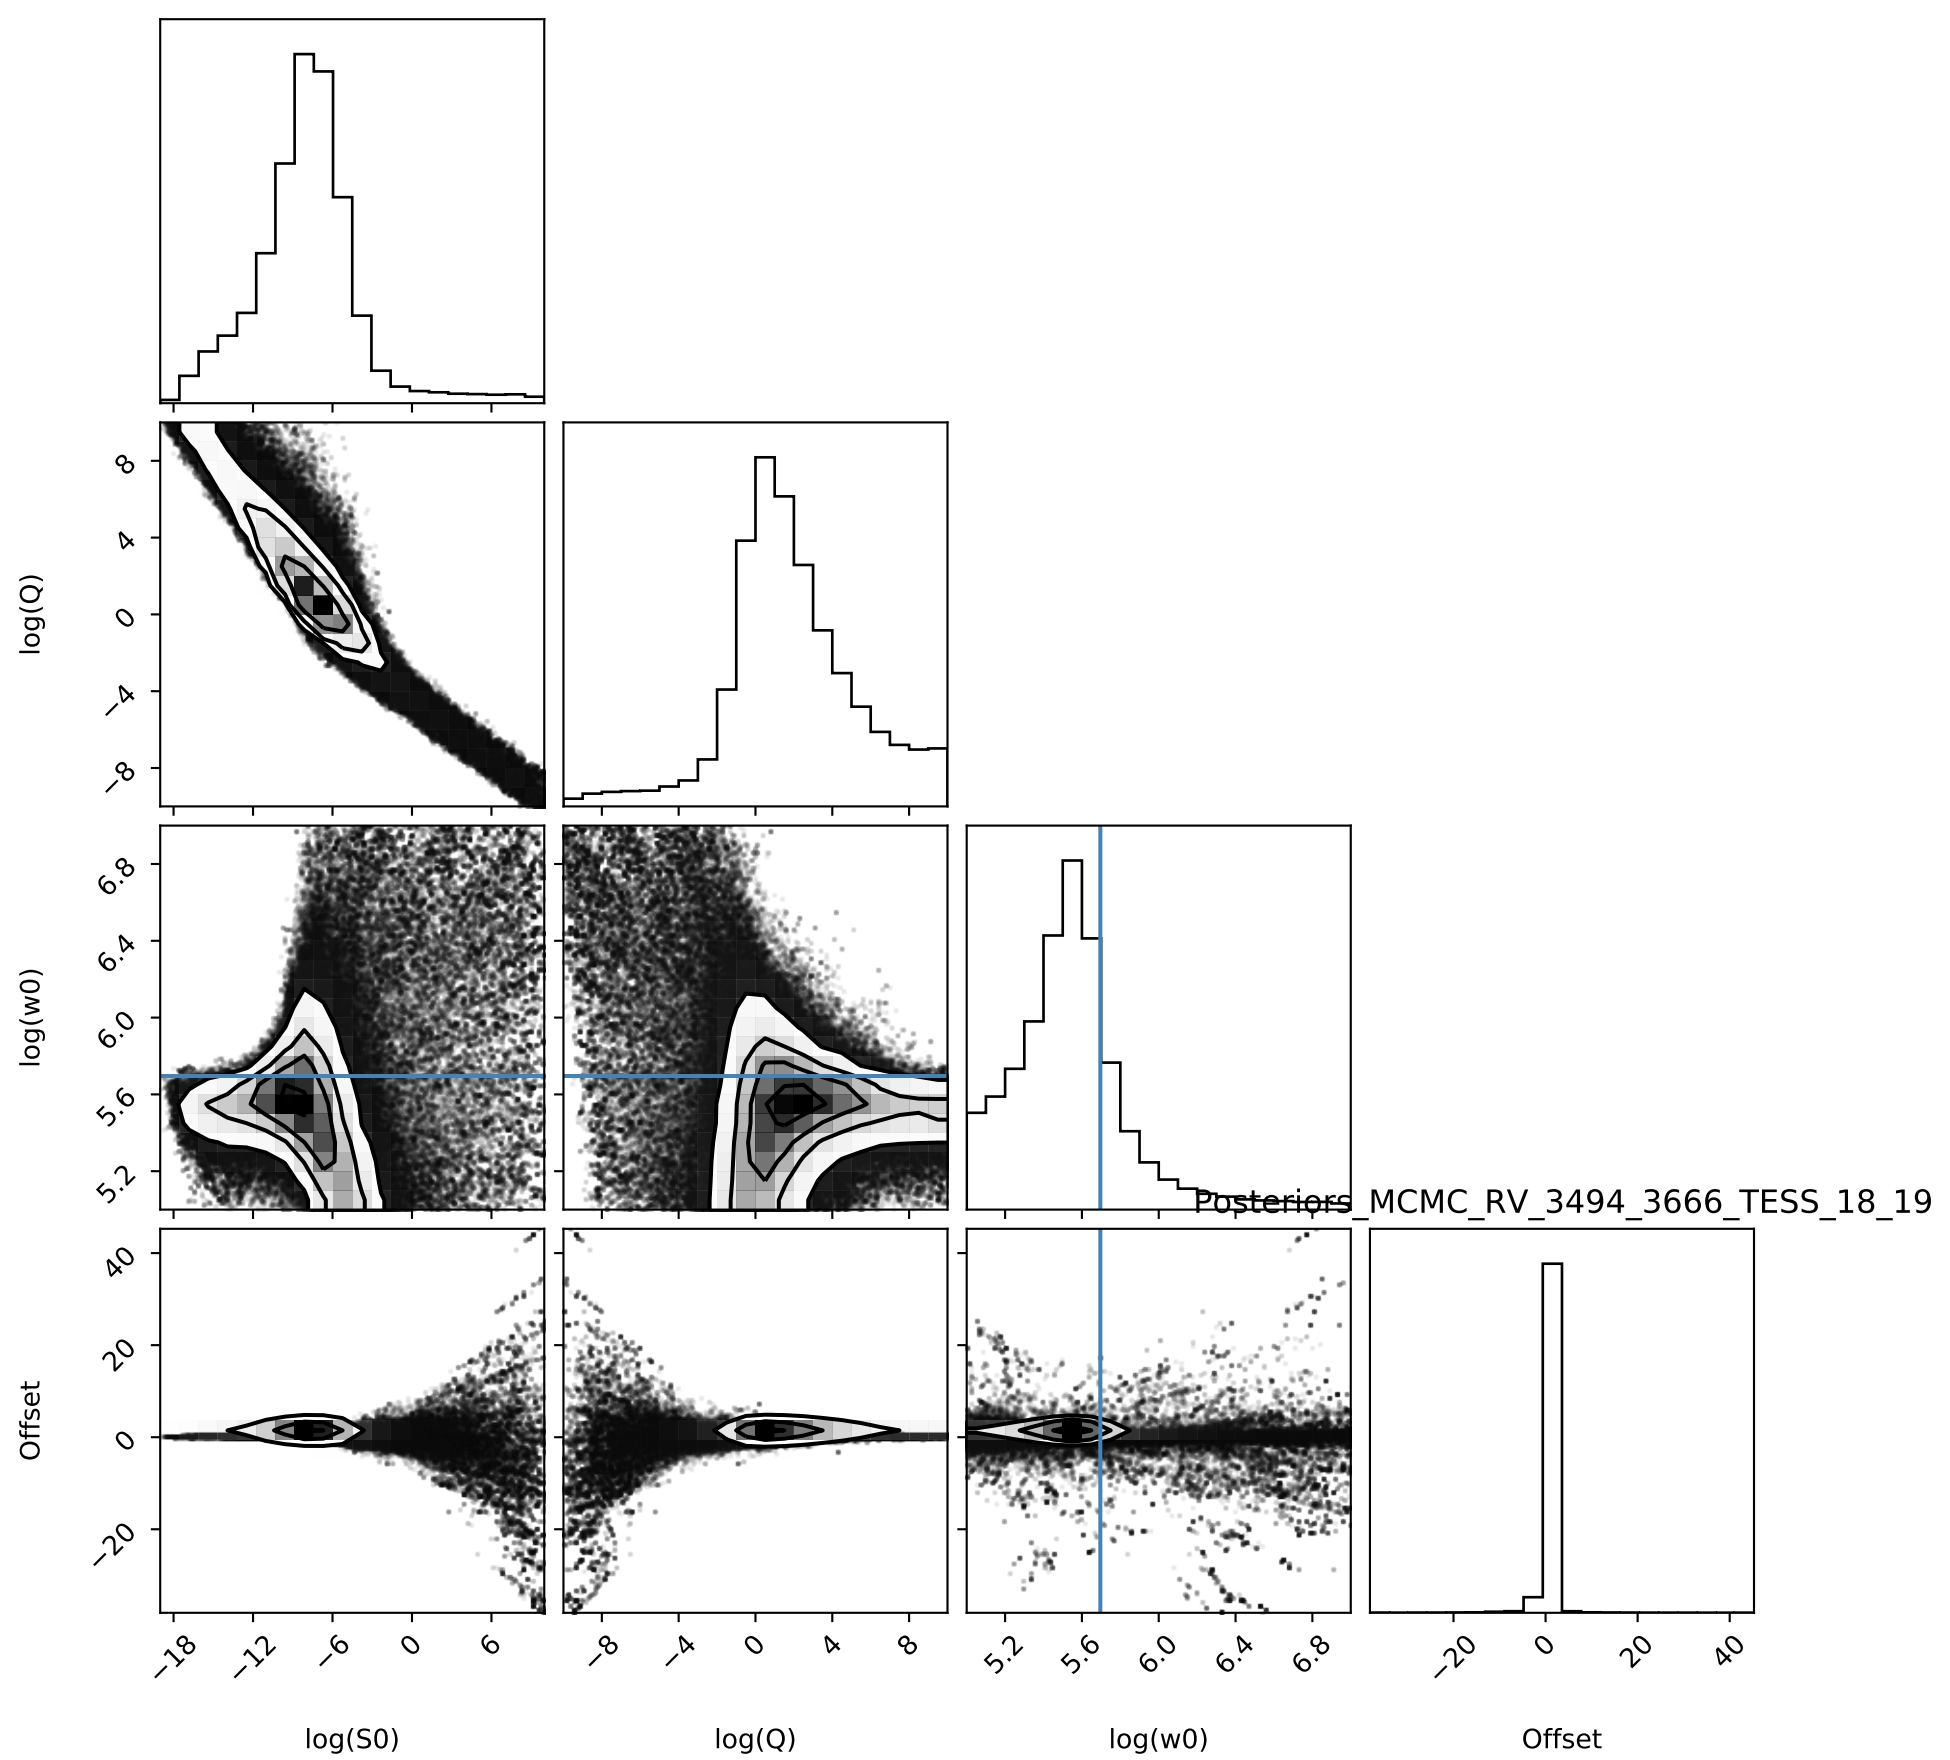 8
4
0
−4
−8
log(Q)
6.8
6.4
6.0
5.6
5.2
log(w0)
Posteriors_MCMC_RV_3494_3666_TESS_18_19
40
20
0
−20
Offset
−18 −12 −6 0 6
−8 −4 0 4 8
5.2 5.6 6.0 6.4 6.8
−20 0 20 40
log(S0) log(Q) log(w0) Offset